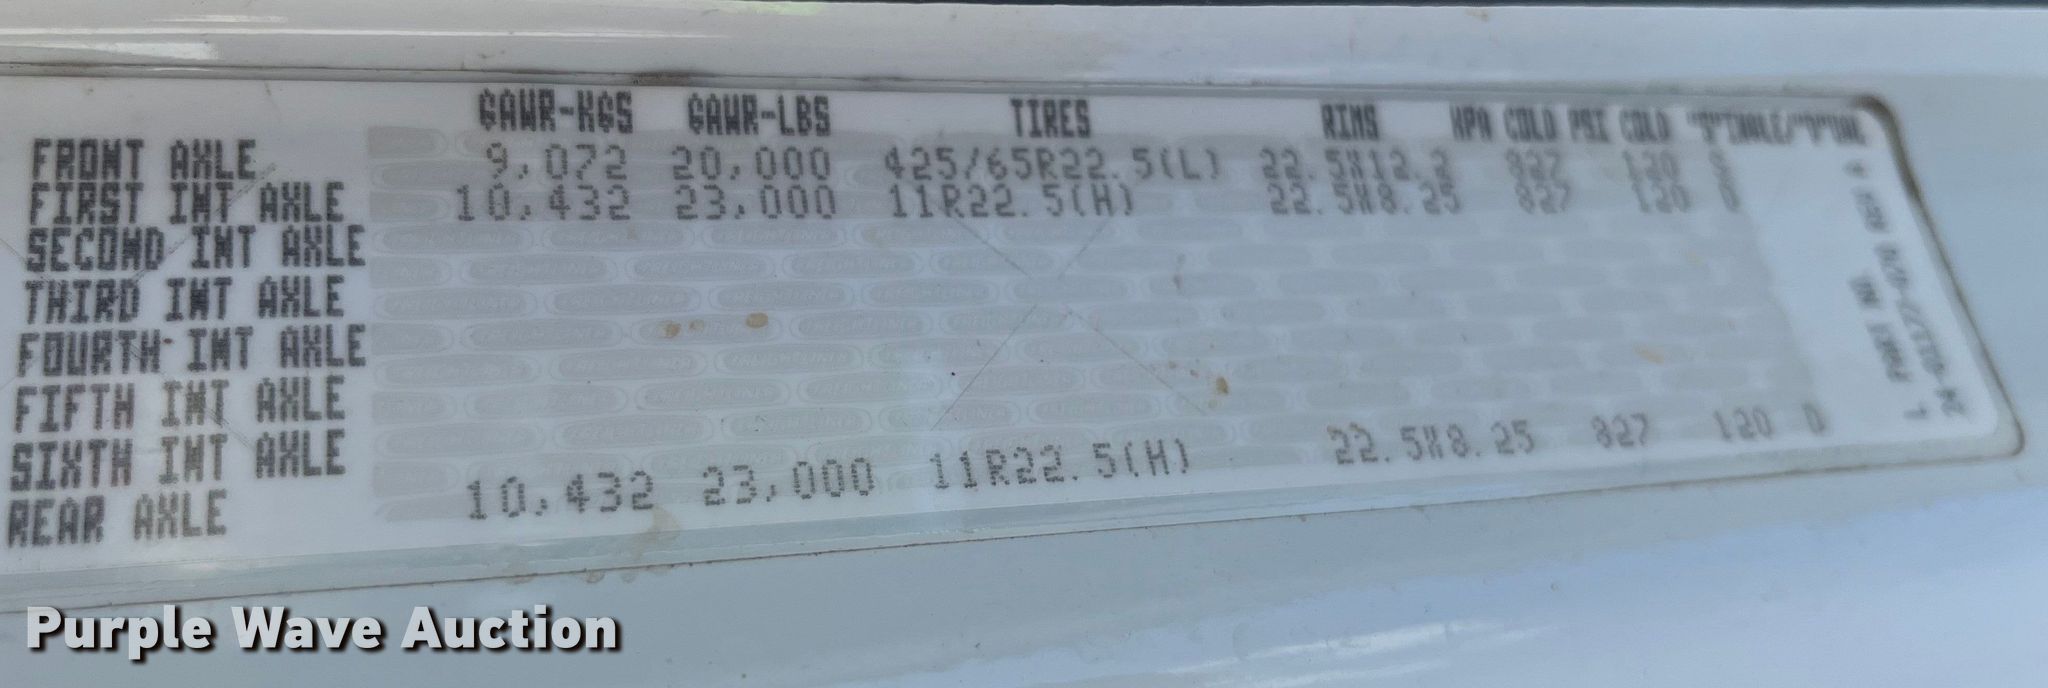 GAWR-KGS GAWR-LBS TIRES RIMS KPA COLD PSI COLD
FRONT AXLE 9,072 20,000 425/65R22.5(L) 22.5X12.2 827 120 S
FIRST INT AXLE 10,432 23,000 11R22.5(H) 22.5X8.25 827 120 D
SECOND INT AXLE
THIRD INT AXLE
FOURTH INT AXLE
FIFTH INT AXLE
SIXTH INT AXLE
REAR AXLE 10,432 23,000 11R22.5(H) 22.5X8.25 827 120 D
Purple Wave Auction